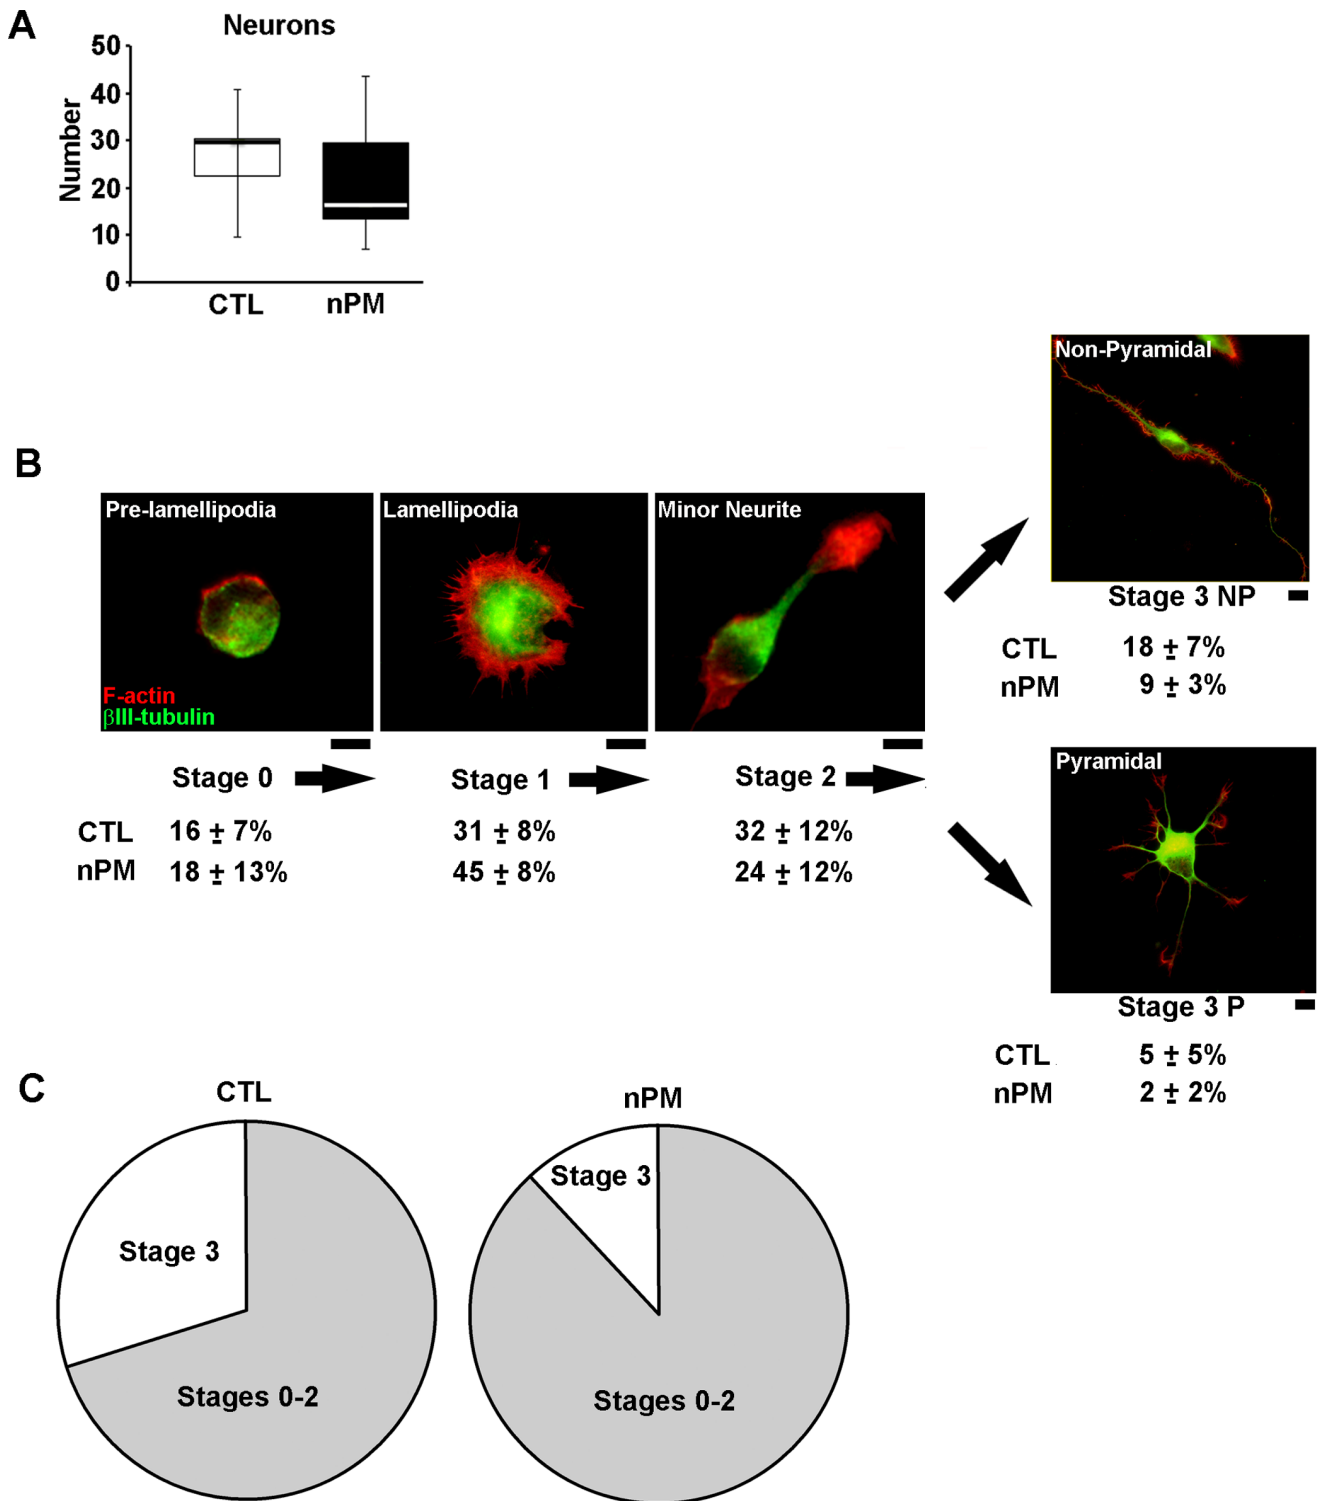 A
Neurons
Number
50
40
30
20
10
0
CTL
nPM
B
Pre-lamellipodia
F-actin
βIII-tubulin
Lamellipodia
Minor Neurite
Non-Pyramidal
Stage 3 NP
CTL 18 ± 7%
nPM 9 ± 3%
Stage 0
Stage 1
Stage 2
CTL 16 ± 7% 31 ± 8% 32 ± 12%
nPM 18 ± 13% 45 ± 8% 24 ± 12%
Pyramidal
Stage 3 P
CTL 5 ± 5%
nPM 2 ± 2%
C
CTL
Stage 3
Stages 0-2
nPM
Stage 3
Stages 0-2